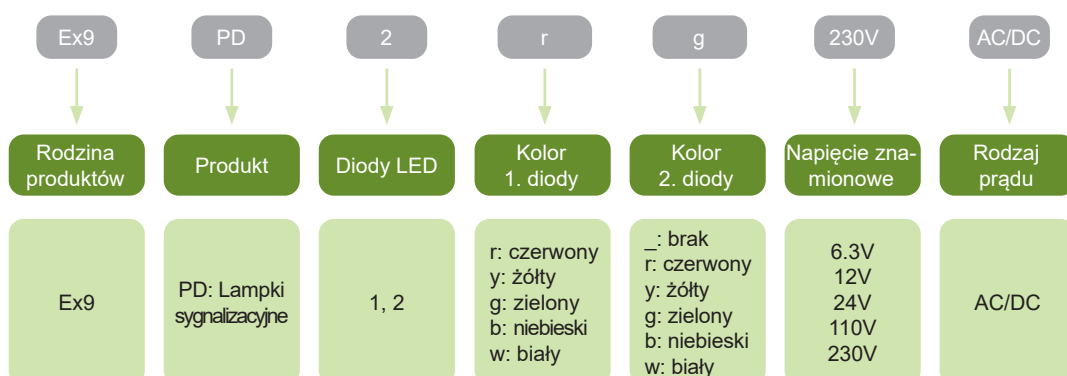 Ex9 PD 2 r g 230V AC/DC
Rodzina
produktów
Produkt
Diody LED
Kolor
1. diody
Kolor
2. diody
Napięcie zna-
mionowe
Rodzaj
prądu
Ex9
PD: Lampki
sygnalizacyjne
1, 2
r: czerwony
y: żółty
g: zielony
b: niebieski
w: biały
_: brak
r: czerwony
y: żółty
g: zielony
b: niebieski
w: biały
6.3V
12V
24V
110V
230V
AC/DC